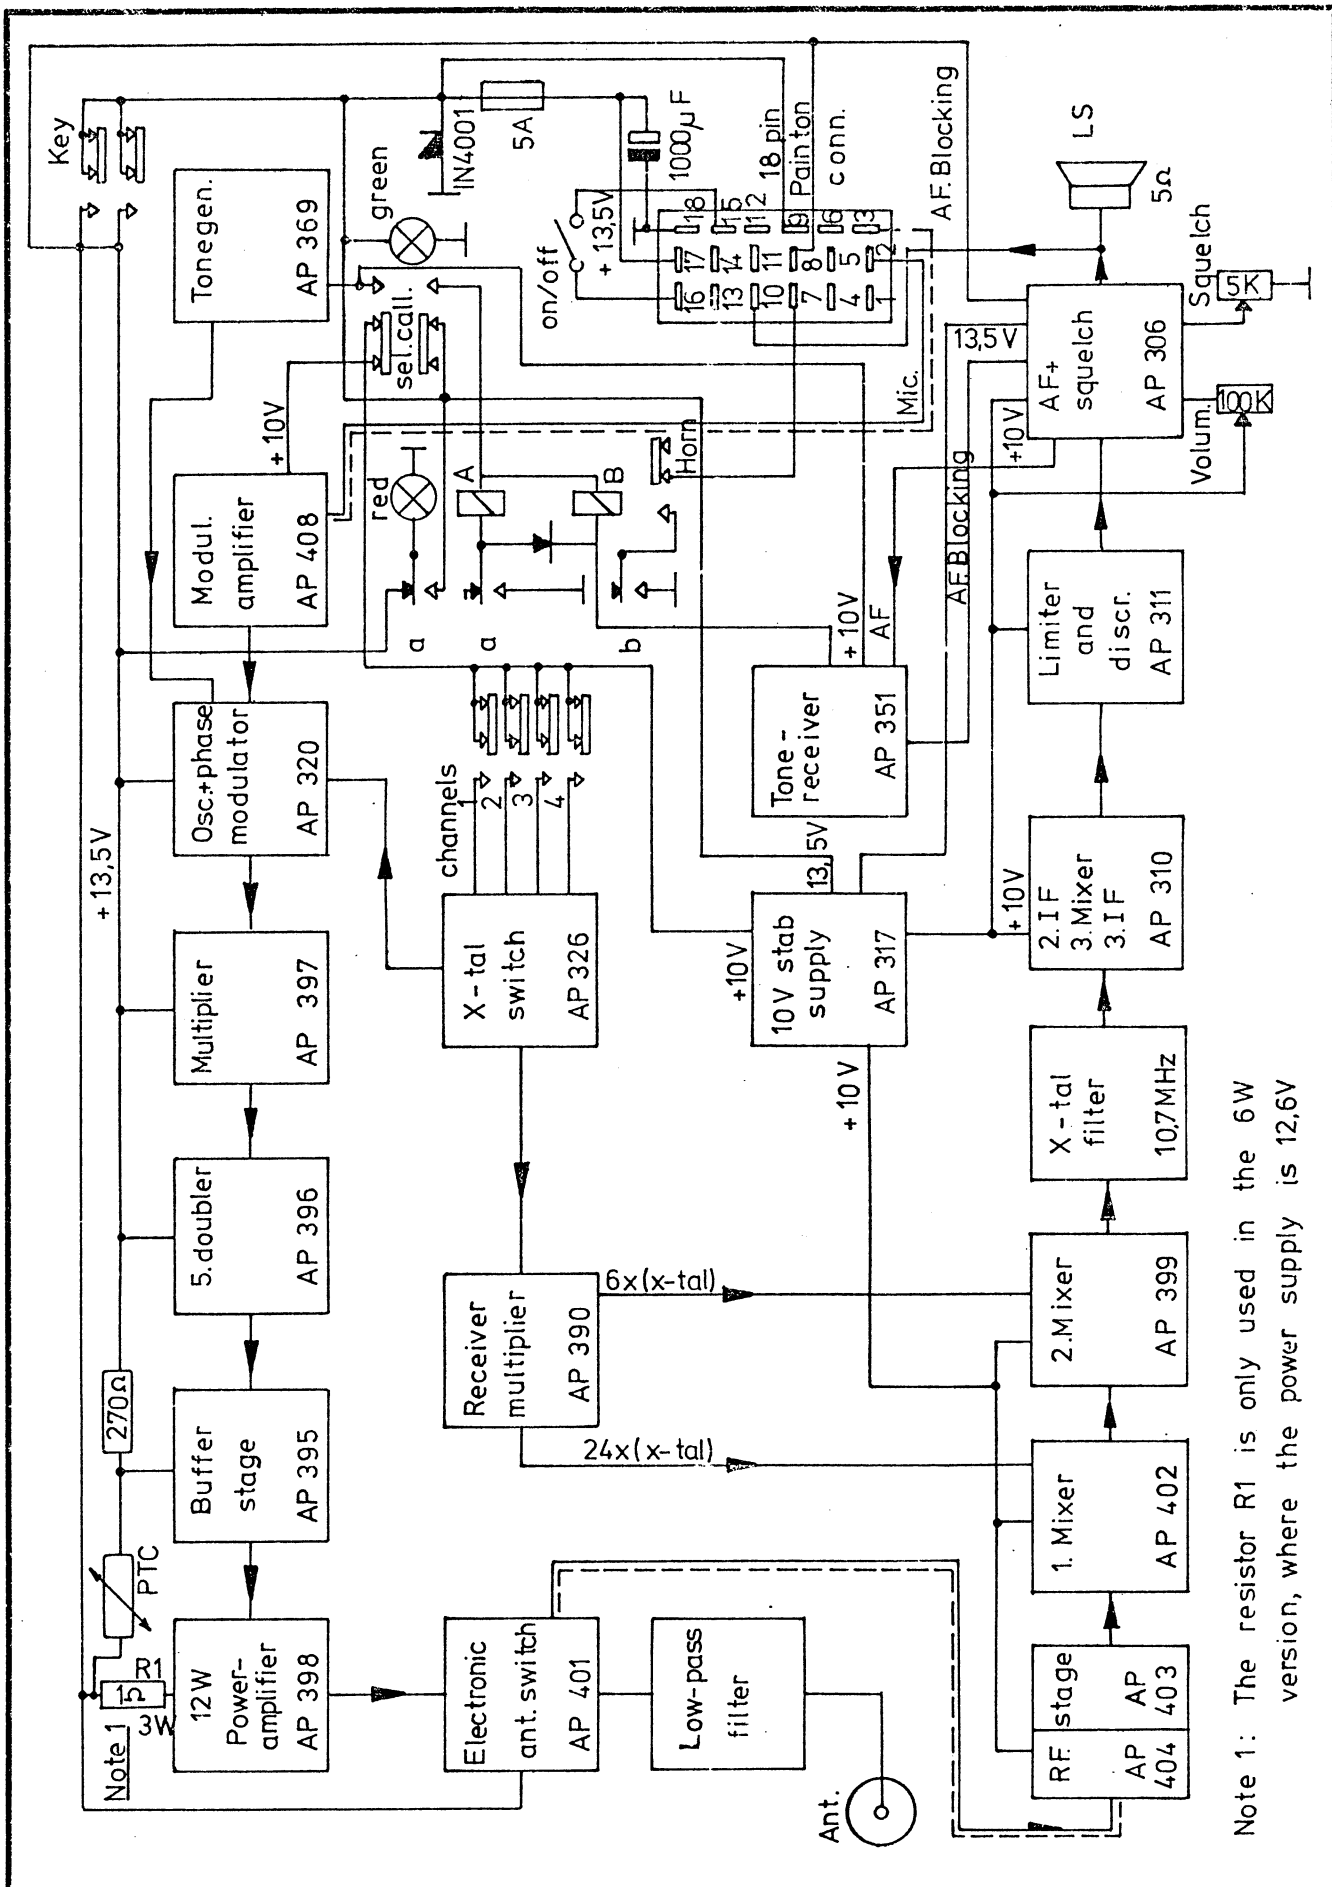 Key
+13,5V
270Ω
PTC
R1
1Ω
3W
Note 1
12W
Power-
amplifier
AP 398
Buffer
stage
AP 395
5.doubler
AP 396
Multiplier
AP 397
Osc.+phase
modulator
AP 320
Modul.
amplifier
AP 408
Tonegen.
AP 369
+10V
green
red
sel.call.
1N4001
5A
1000µF
on/off
+13,5V
18 pin
Painton
conn.
16
17
18
13
14
15
10
11
12
7
8
9
4
5
6
1
2
3
A
B
a
a
b
Horn
Mic.
AF.Blocking
Electronic
ant.switch
AP 401
Low-pass
filter
Ant.
Receiver
multiplier
AP 390
6x(x-tal)
24x(x-tal)
X-tal
switch
AP 326
channels
1
2
3
4
10V stab
supply
AP 317
+10V
+10V
13,5V
Tone-
receiver
AP 351
+10V
AF
AF.Blocking
13,5V
+10V
RF.
AP
404
stage
AP
403
1. Mixer
AP 402
2.Mixer
AP 399
X-tal
filter
10,7MHz
+10V
2.IF
3.Mixer
3.IF
AP 310
Limiter
and
discr.
AP 311
AF+
squelch
AP 306
Volum.
100K
Squelch
5K
LS
5Ω
Note 1: The resistor R1 is only used in the 6W
version, where the power supply is 12,6V